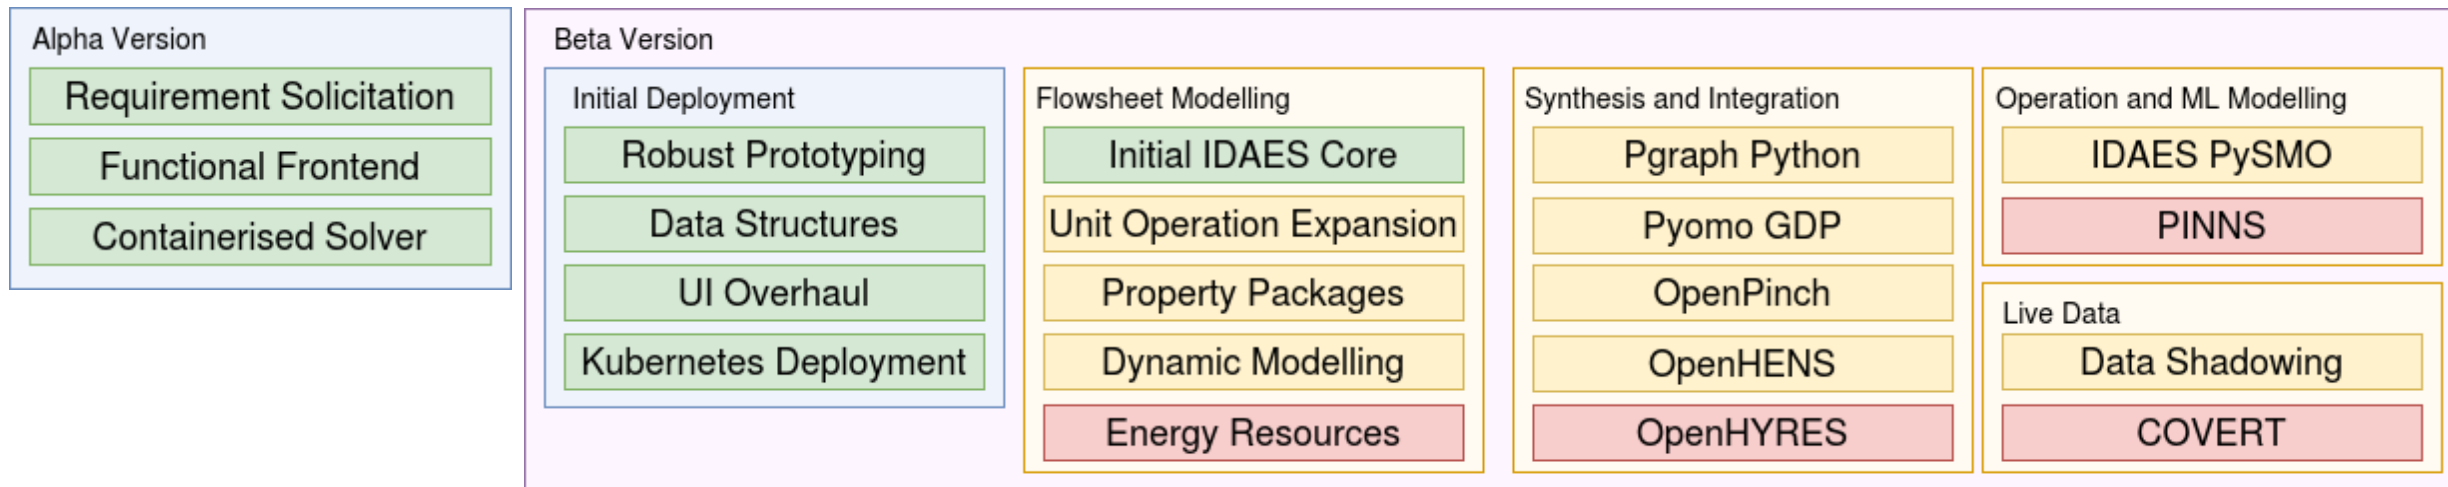 Alpha Version
Requirement Solicitation
Functional Frontend
Containerised Solver
Beta Version
Initial Deployment
Robust Prototyping
Data Structures
UI Overhaul
Kubernetes Deployment
Flowsheet Modelling
Initial IDAES Core
Unit Operation Expansion
Property Packages
Dynamic Modelling
Energy Resources
Synthesis and Integration
Pgraph Python
Pyomo GDP
OpenPinch
OpenHENS
OpenHYRES
Operation and ML Modelling
IDAES PySMO
PINNS
Live Data
Data Shadowing
COVERT